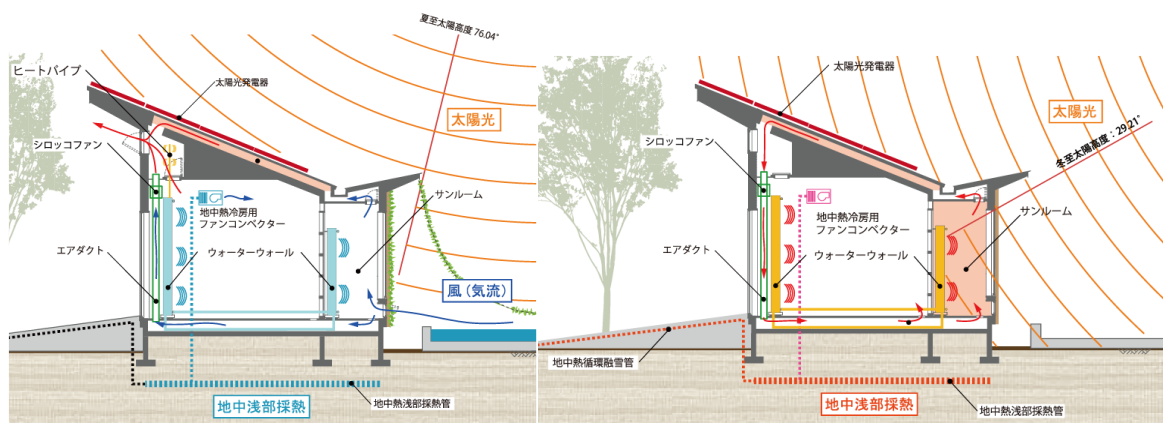 夏至太陽高度 76.04°
ヒートパイプ
太陽光発電器
太陽光
シロッコファン
地中熱冷房用
ファンコンベクター
サンルーム
エアダクト
ウォーターウォール
風（気流）
地中浅部採熱
地中熱浅部採熱管
太陽光発電器
太陽光
冬至太陽高度：29.21°
シロッコファン
地中熱冷房用
ファンコンベクター
サンルーム
エアダクト
ウォーターウォール
地中熱循環融雪管
地中浅部採熱
地中熱浅部採熱管